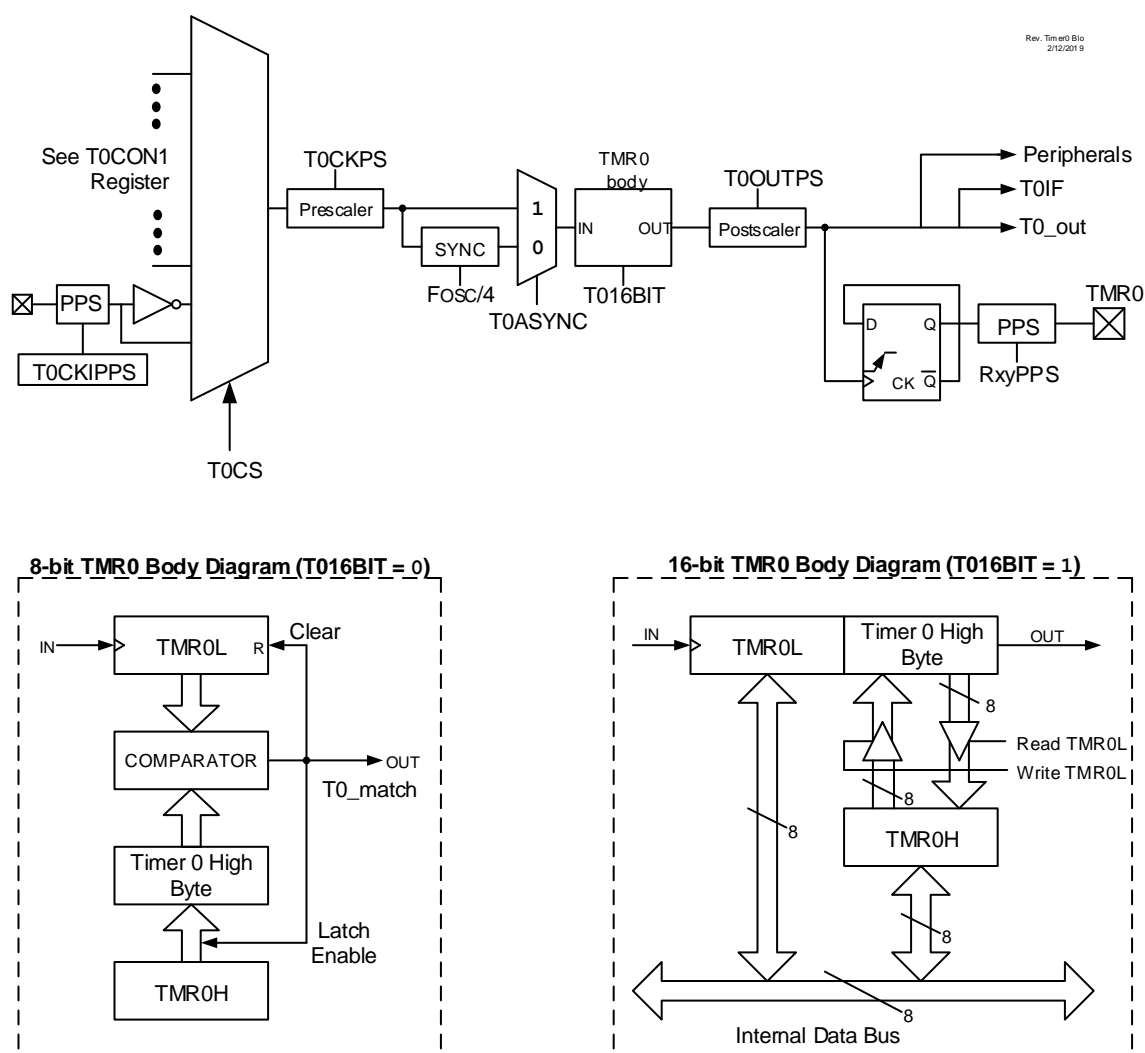 Rev. Timer0 Blo
2/12/2019
See T0CON1
Register
T0CKPS
Prescaler
SYNC
FOSC/4
1
0
T0ASYNC
TMR0
body
IN
OUT
T016BIT
T0OUTPS
Postscaler
Peripherals
T0IF
T0_out
PPS
T0CKIPPS
T0CS
D
Q
CK
Q
PPS
RxyPPS
TMR0
8-bit TMR0 Body Diagram (T016BIT = 0)
IN
TMR0L
R
Clear
COMPARATOR
OUT
T0_match
Timer 0 High
Byte
Latch
Enable
TMR0H
16-bit TMR0 Body Diagram (T016BIT = 1)
IN
TMR0L
Timer 0 High
Byte
OUT
8
Read TMR0L
Write TMR0L
8
8
TMR0H
8
8
Internal Data Bus